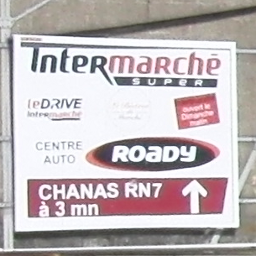 Intermarché
SUPER
leDRIVE
Intermarché
ouvert le
Dimanche
matin
CENTRE
AUTO
ROADY
CHANAS RN7
à 3 mn